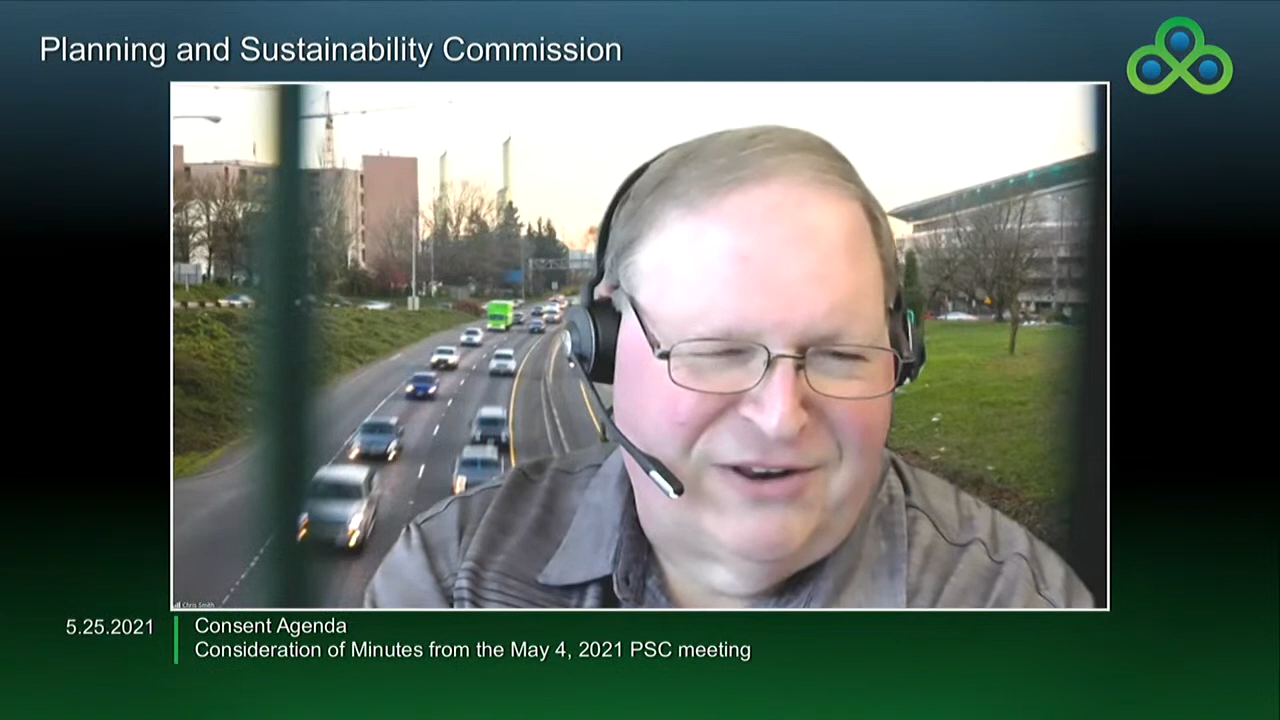 Planning and Sustainability Commission
Chris Smith
5.25.2021
Consent Agenda
Consideration of Minutes from the May 4, 2021 PSC meeting